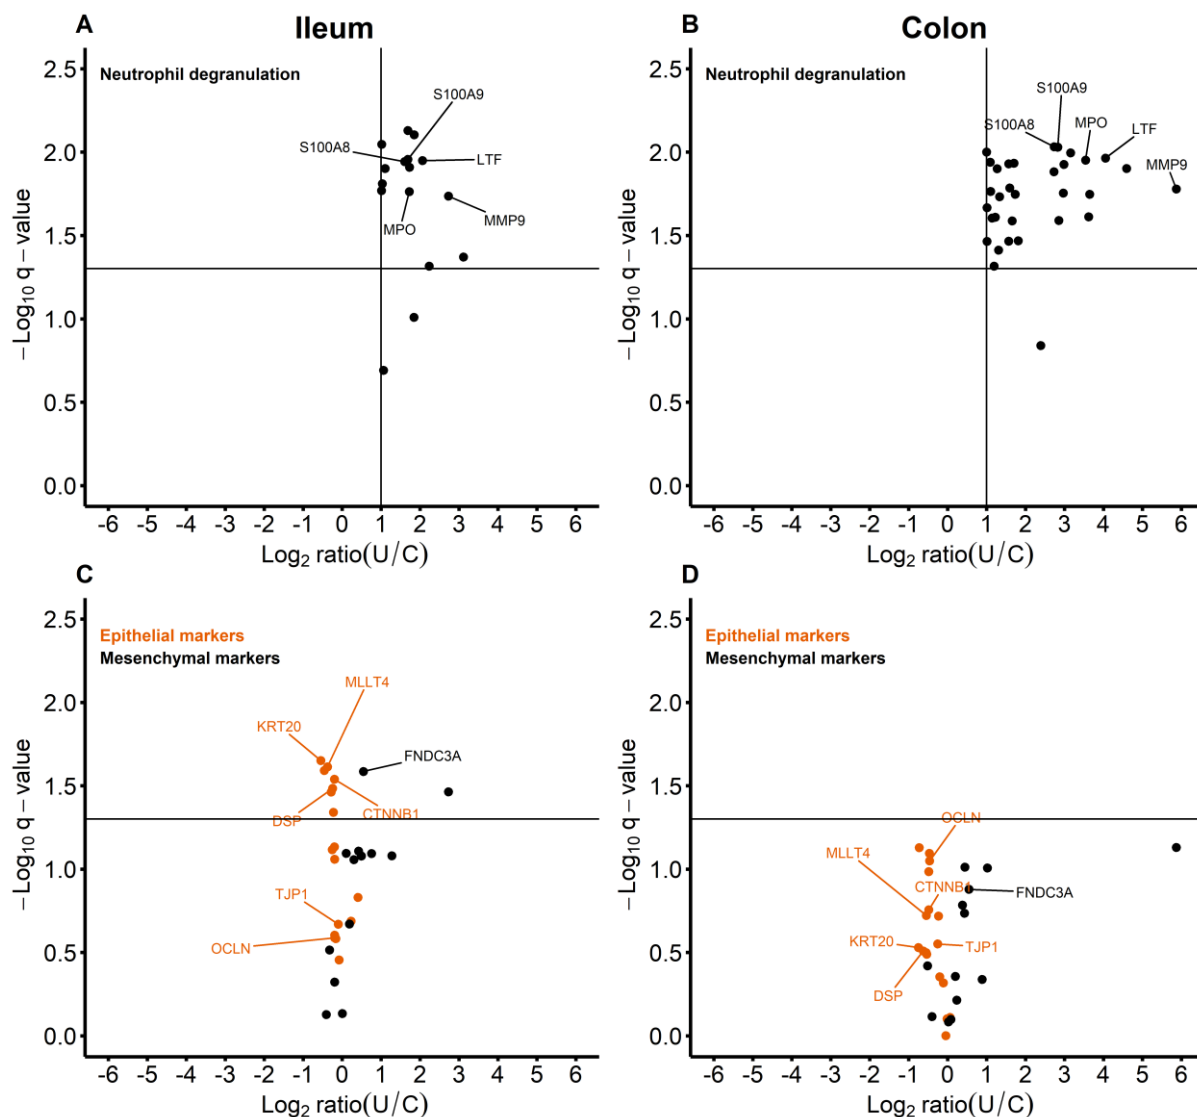 A
Ileum
Neutrophil degranulation
S100A9
S100A8
LTF
MPO
MMP9
2.5
2.0
1.5
1.0
0.5
0.0
−Log10 q−value
-6 -5 -4 -3 -2 -1 0 1 2 3 4 5 6
Log2 ratio(U/C)
B
Colon
Neutrophil degranulation
S100A9
S100A8
MPO
LTF
MMP9
2.5
2.0
1.5
1.0
0.5
0.0
−Log10 q−value
-6 -5 -4 -3 -2 -1 0 1 2 3 4 5 6
Log2 ratio(U/C)
C
Epithelial markers
Mesenchymal markers
MLLT4
KRT20
FNDC3A
DSP
CTNNB1
TJP1
OCLN
2.5
2.0
1.5
1.0
0.5
0.0
−Log10 q−value
-6 -5 -4 -3 -2 -1 0 1 2 3 4 5 6
Log2 ratio(U/C)
D
Epithelial markers
Mesenchymal markers
OCLN
MLLT4
CTNNB1
FNDC3A
KRT20
TJP1
DSP
2.5
2.0
1.5
1.0
0.5
0.0
−Log10 q−value
-6 -5 -4 -3 -2 -1 0 1 2 3 4 5 6
Log2 ratio(U/C)